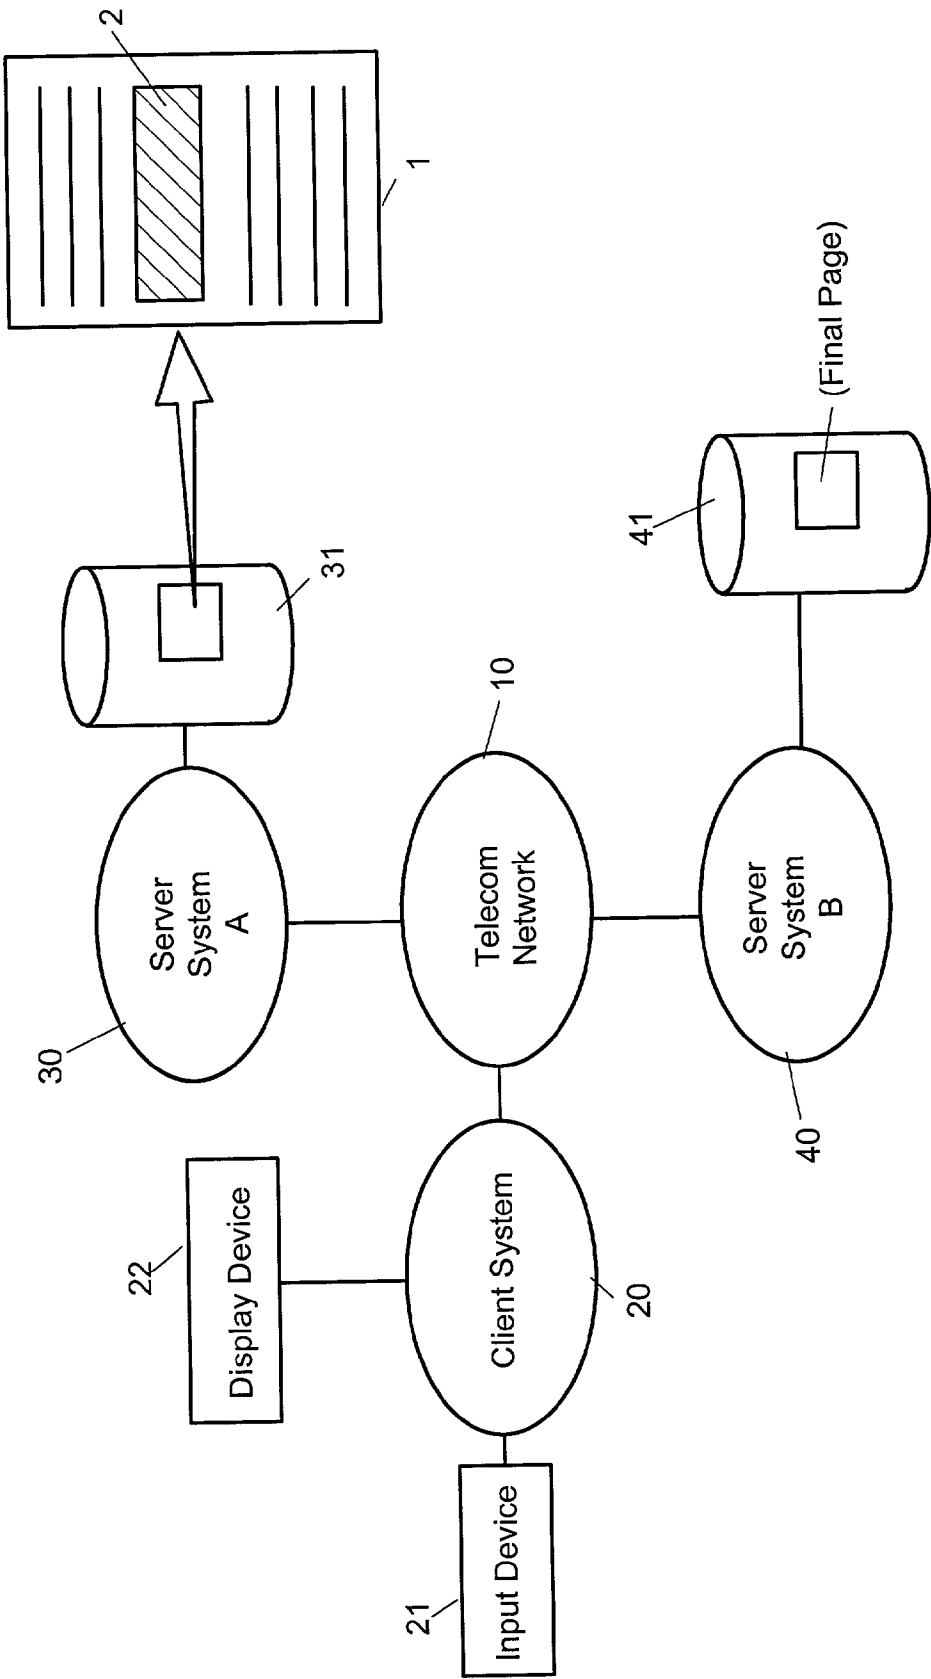 2
1
31
30
Server
System
A
22
Display Device
10
Telecom
Network
21
Input Device
Client System
20
41
(Final Page)
Server
System
B
40